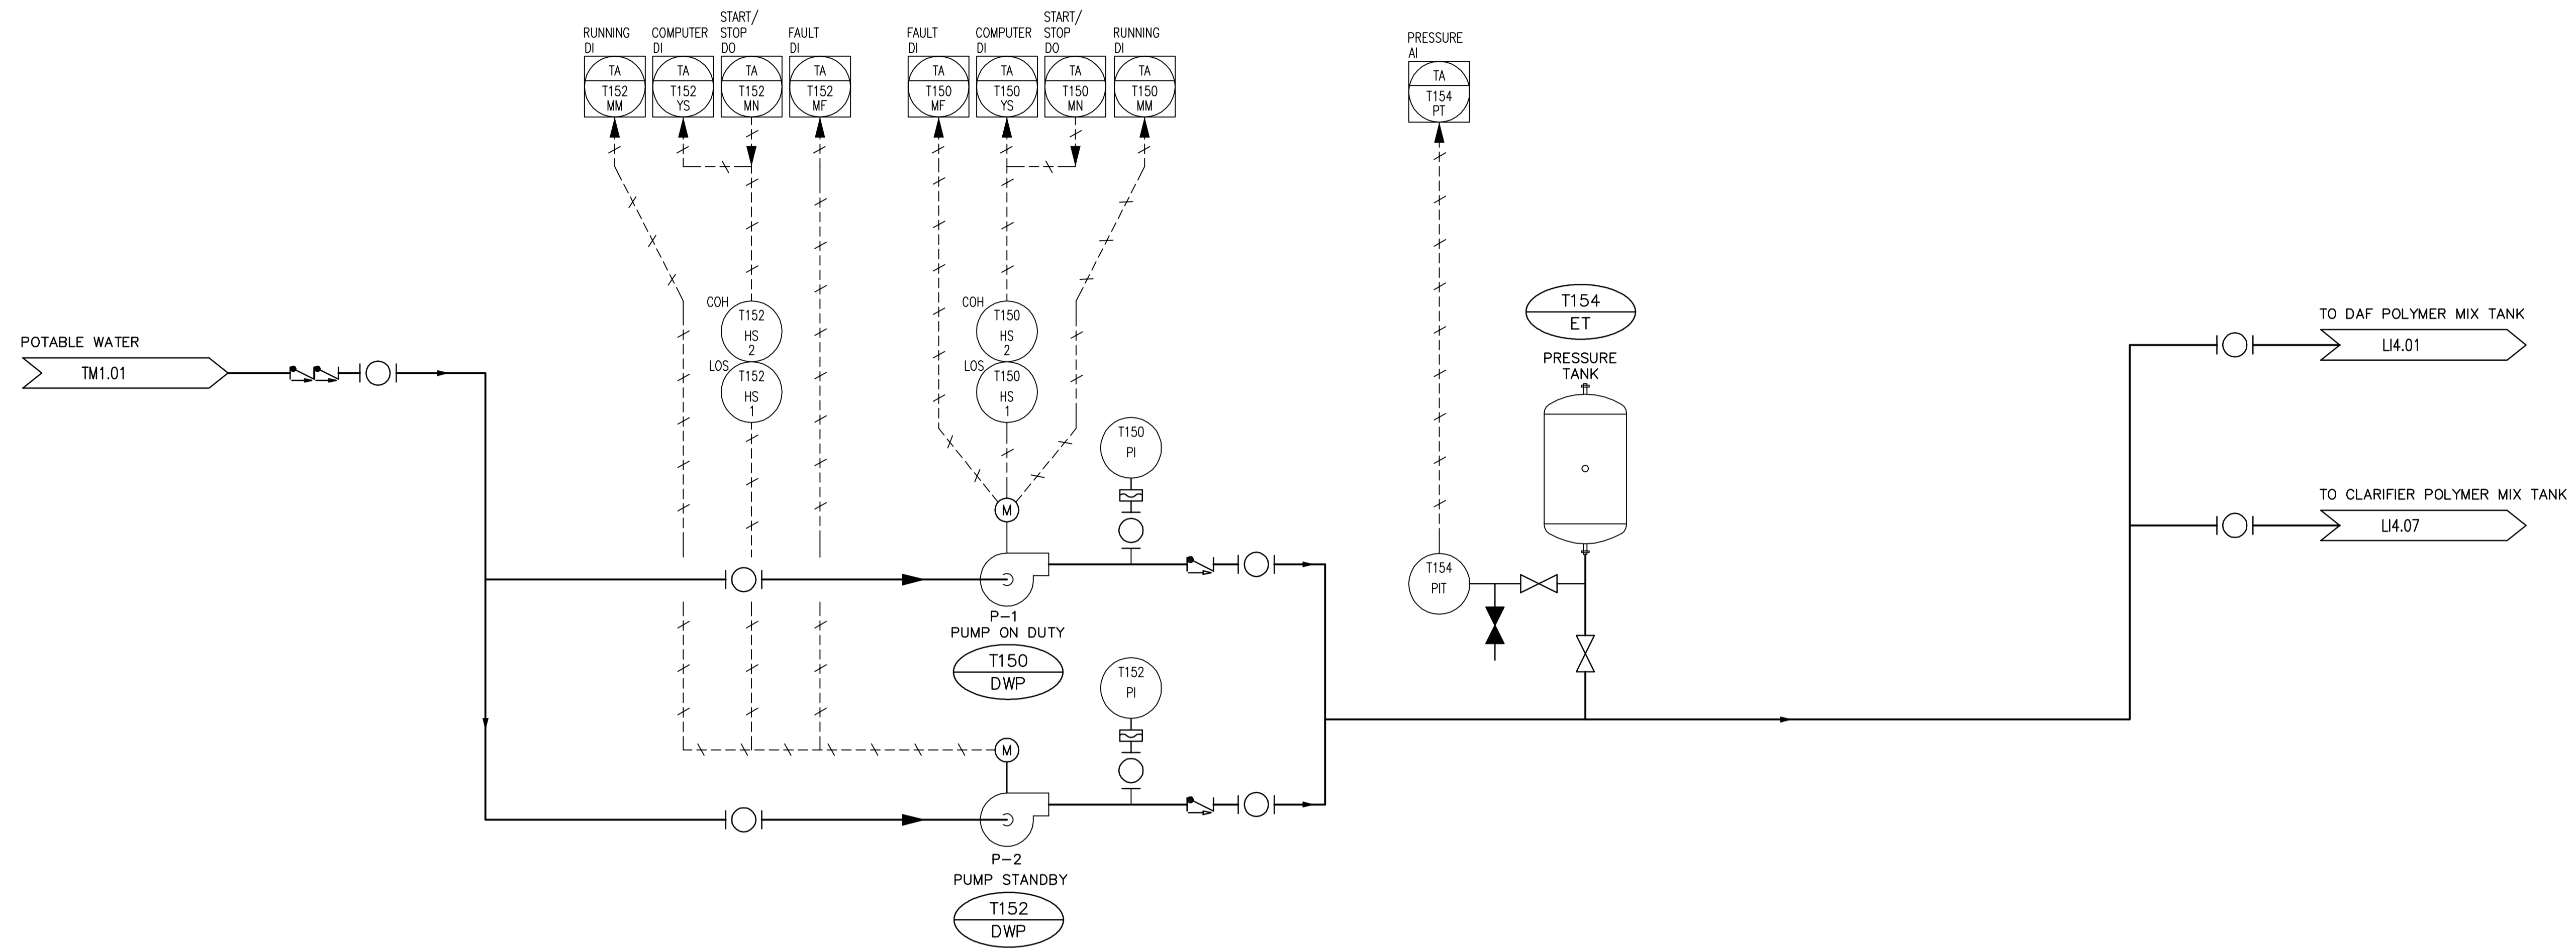 RUNNING
DI
COMPUTER
DI
START/
STOP
DO
FAULT
DI
FAULT
DI
COMPUTER
DI
START/
STOP
DO
RUNNING
DI
PRESSURE
AI
TA
T152
MM
TA
T152
YS
TA
T152
MN
TA
T152
MF
TA
T150
MF
TA
T150
YS
TA
T150
MN
TA
T150
MM
TA
T154
PT
COH
T152
HS
2
LOS
T152
HS
1
COH
T150
HS
2
LOS
T150
HS
1
T154
ET
PRESSURE
TANK
POTABLE WATER
TM1.01
TO DAF POLYMER MIX TANK
LI4.01
T150
PI
M
TO CLARIFIER POLYMER MIX TANK
LI4.07
T154
PIT
P-1
PUMP ON DUTY
T150
DWP
T152
PI
M
P-2
PUMP STANDBY
T152
DWP